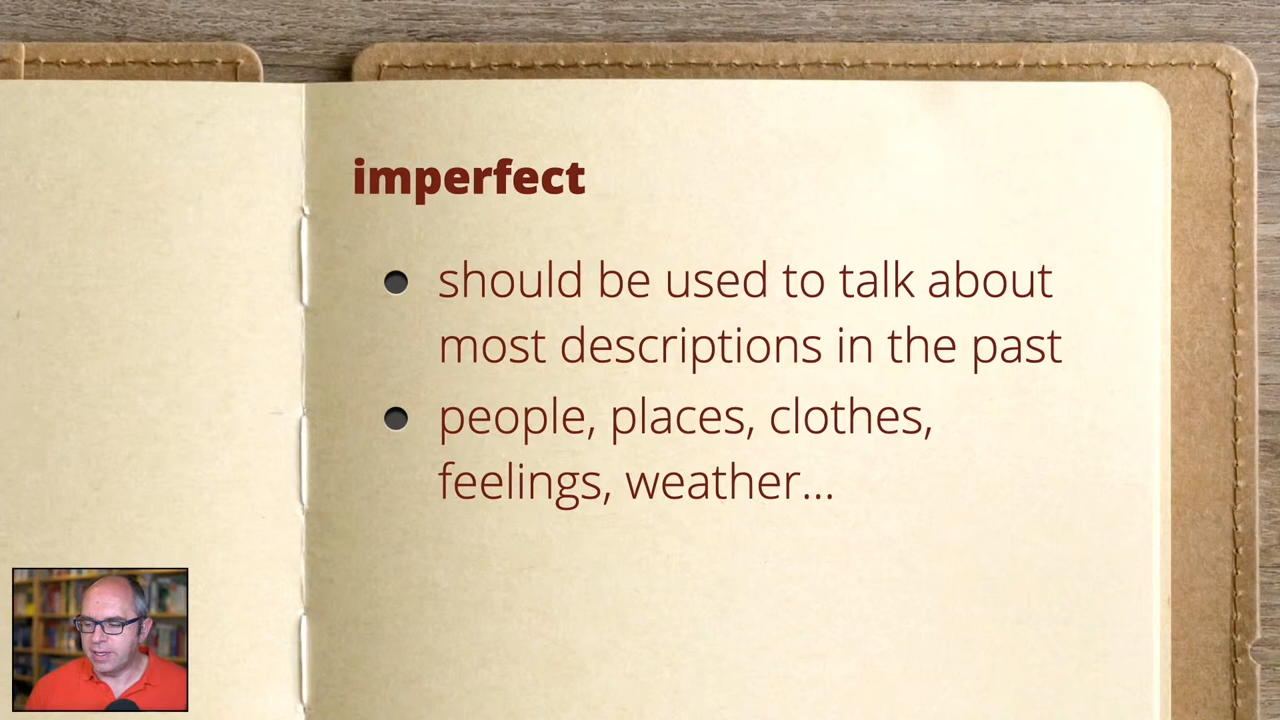 imperfect
should be used to talk about
most descriptions in the past
people, places, clothes,
feelings, weather...